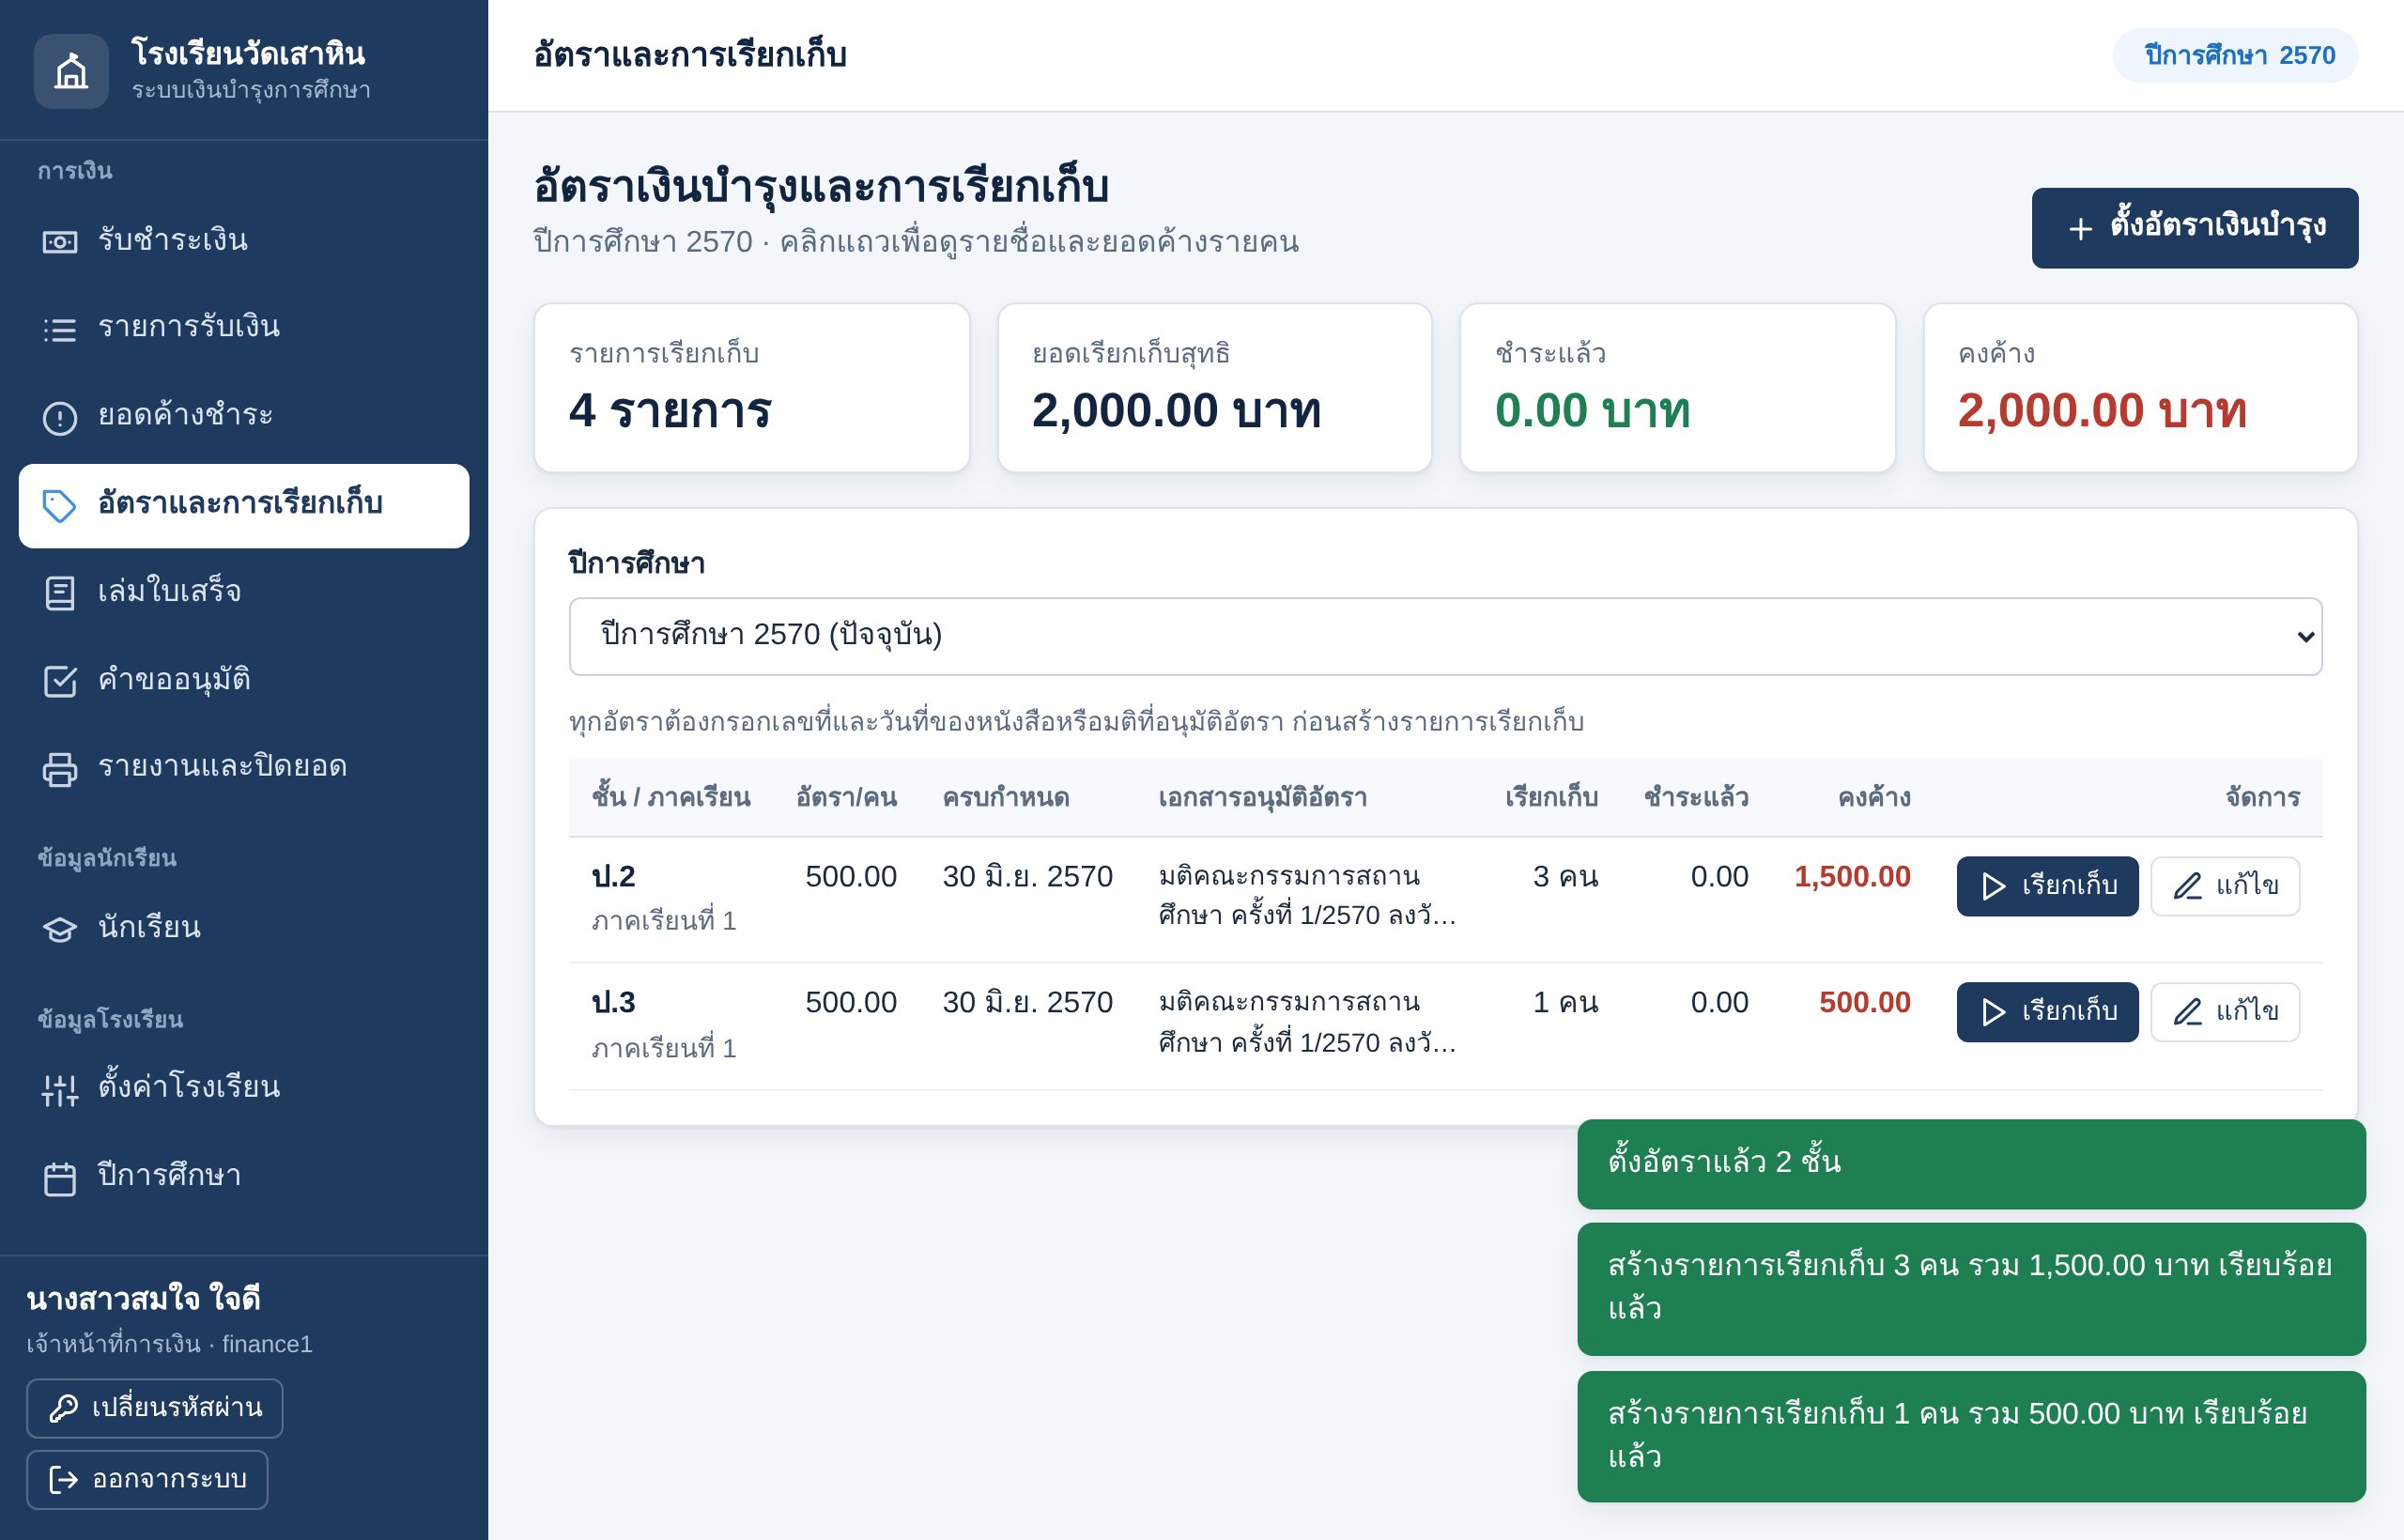 โรงเรียนวัดเสาหิน
ระบบเงินบำรุงการศึกษา
การเงิน
รับชำระเงิน
รายการรับเงิน
ยอดค้างชำระ
อัตราและการเรียกเก็บ
เล่มใบเสร็จ
คำขออนุมัติ
รายงานและปิดยอด
ข้อมูลนักเรียน
นักเรียน
ข้อมูลโรงเรียน
ตั้งค่าโรงเรียน
ปีการศึกษา
นางสาวสมใจ ใจดี
เจ้าหน้าที่การเงิน · finance1
เปลี่ยนรหัสผ่าน
ออกจากระบบ
อัตราและการเรียกเก็บ
ปีการศึกษา 2570
อัตราเงินบำรุงและการเรียกเก็บ
ปีการศึกษา 2570 · คลิกแถวเพื่อดูรายชื่อและยอดค้างรายคน
ตั้งอัตราเงินบำรุง
รายการเรียกเก็บ
4 รายการ
ยอดเรียกเก็บสุทธิ
2,000.00 บาท
ชำระแล้ว
0.00 บาท
คงค้าง
2,000.00 บาท
ปีการศึกษา
ปีการศึกษา 2570 (ปัจจุบัน)
ทุกอัตราต้องกรอกเลขที่และวันที่ของหนังสือหรือมติที่อนุมัติอัตรา ก่อนสร้างรายการเรียกเก็บ
ชั้น / ภาคเรียน อัตรา/คน ครบกำหนด เอกสารอนุมัติอัตรา เรียกเก็บ ชำระแล้ว คงค้าง จัดการ
ป.2 500.00 30 มิ.ย. 2570 มติคณะกรรมการสถาน 3 คน 0.00 1,500.00 เรียกเก็บ แก้ไข
ภาคเรียนที่ 1 ศึกษา ครั้งที่ 1/2570 ลงวั...
ป.3 500.00 30 มิ.ย. 2570 มติคณะกรรมการสถาน 1 คน 0.00 500.00 เรียกเก็บ แก้ไข
ภาคเรียนที่ 1 ศึกษา ครั้งที่ 1/2570 ลงวั...
ตั้งอัตราแล้ว 2 ชั้น
สร้างรายการเรียกเก็บ 3 คน รวม 1,500.00 บาท เรียบร้อย
แล้ว
สร้างรายการเรียกเก็บ 1 คน รวม 500.00 บาท เรียบร้อย
แล้ว